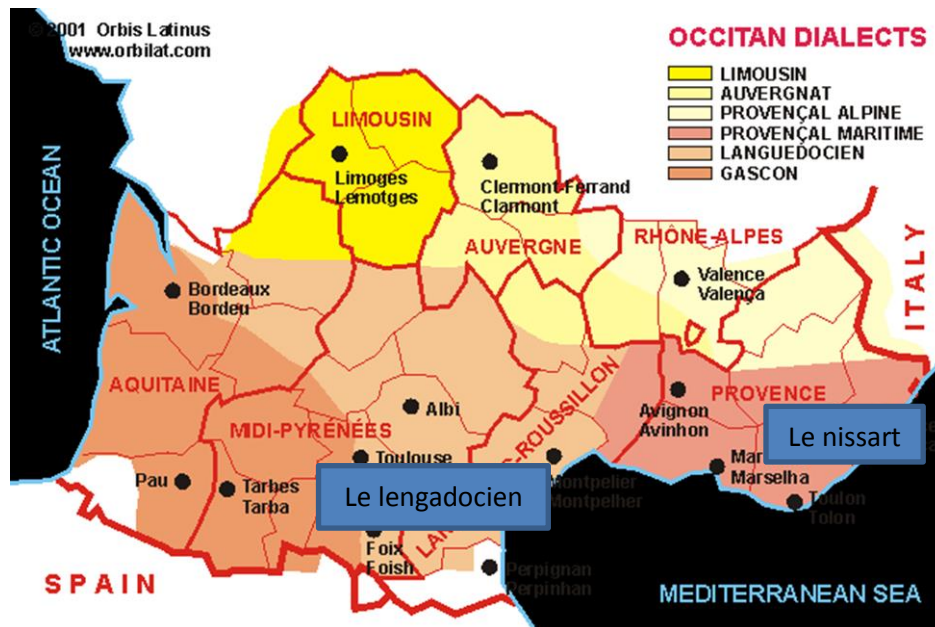 © 2001 Orbis Latinus
www.orbilat.com
OCCITAN DIALECTS
LIMOUSIN
AUVERGNAT
PROVENÇAL ALPINE
PROVENÇAL MARITIME
LANGUEDOCIEN
GASCON
ATLANTIC OCEAN
LIMOUSIN
Limoges
Lemotges
Clermont-Ferrand
Clarmont
AUVERGNE
RHÔNE-ALPES
Valence
Valença
ITALY
Bordeaux
Bordeu
AQUITAINE
MIDI-PYRÉNÉES
Albi
Toulouse
C-ROUSSILLON
LAN
PROVENCE
Avignon
Avinhon
Le nissart
Mar
Marselha
Toulon
Tolon
Pau
Tarbes
Tarba
Le lengadocien
Montpelier
Montpelher
Foix
Foish
Perpignan
Perpinhan
SPAIN
MEDITERRANEAN SEA